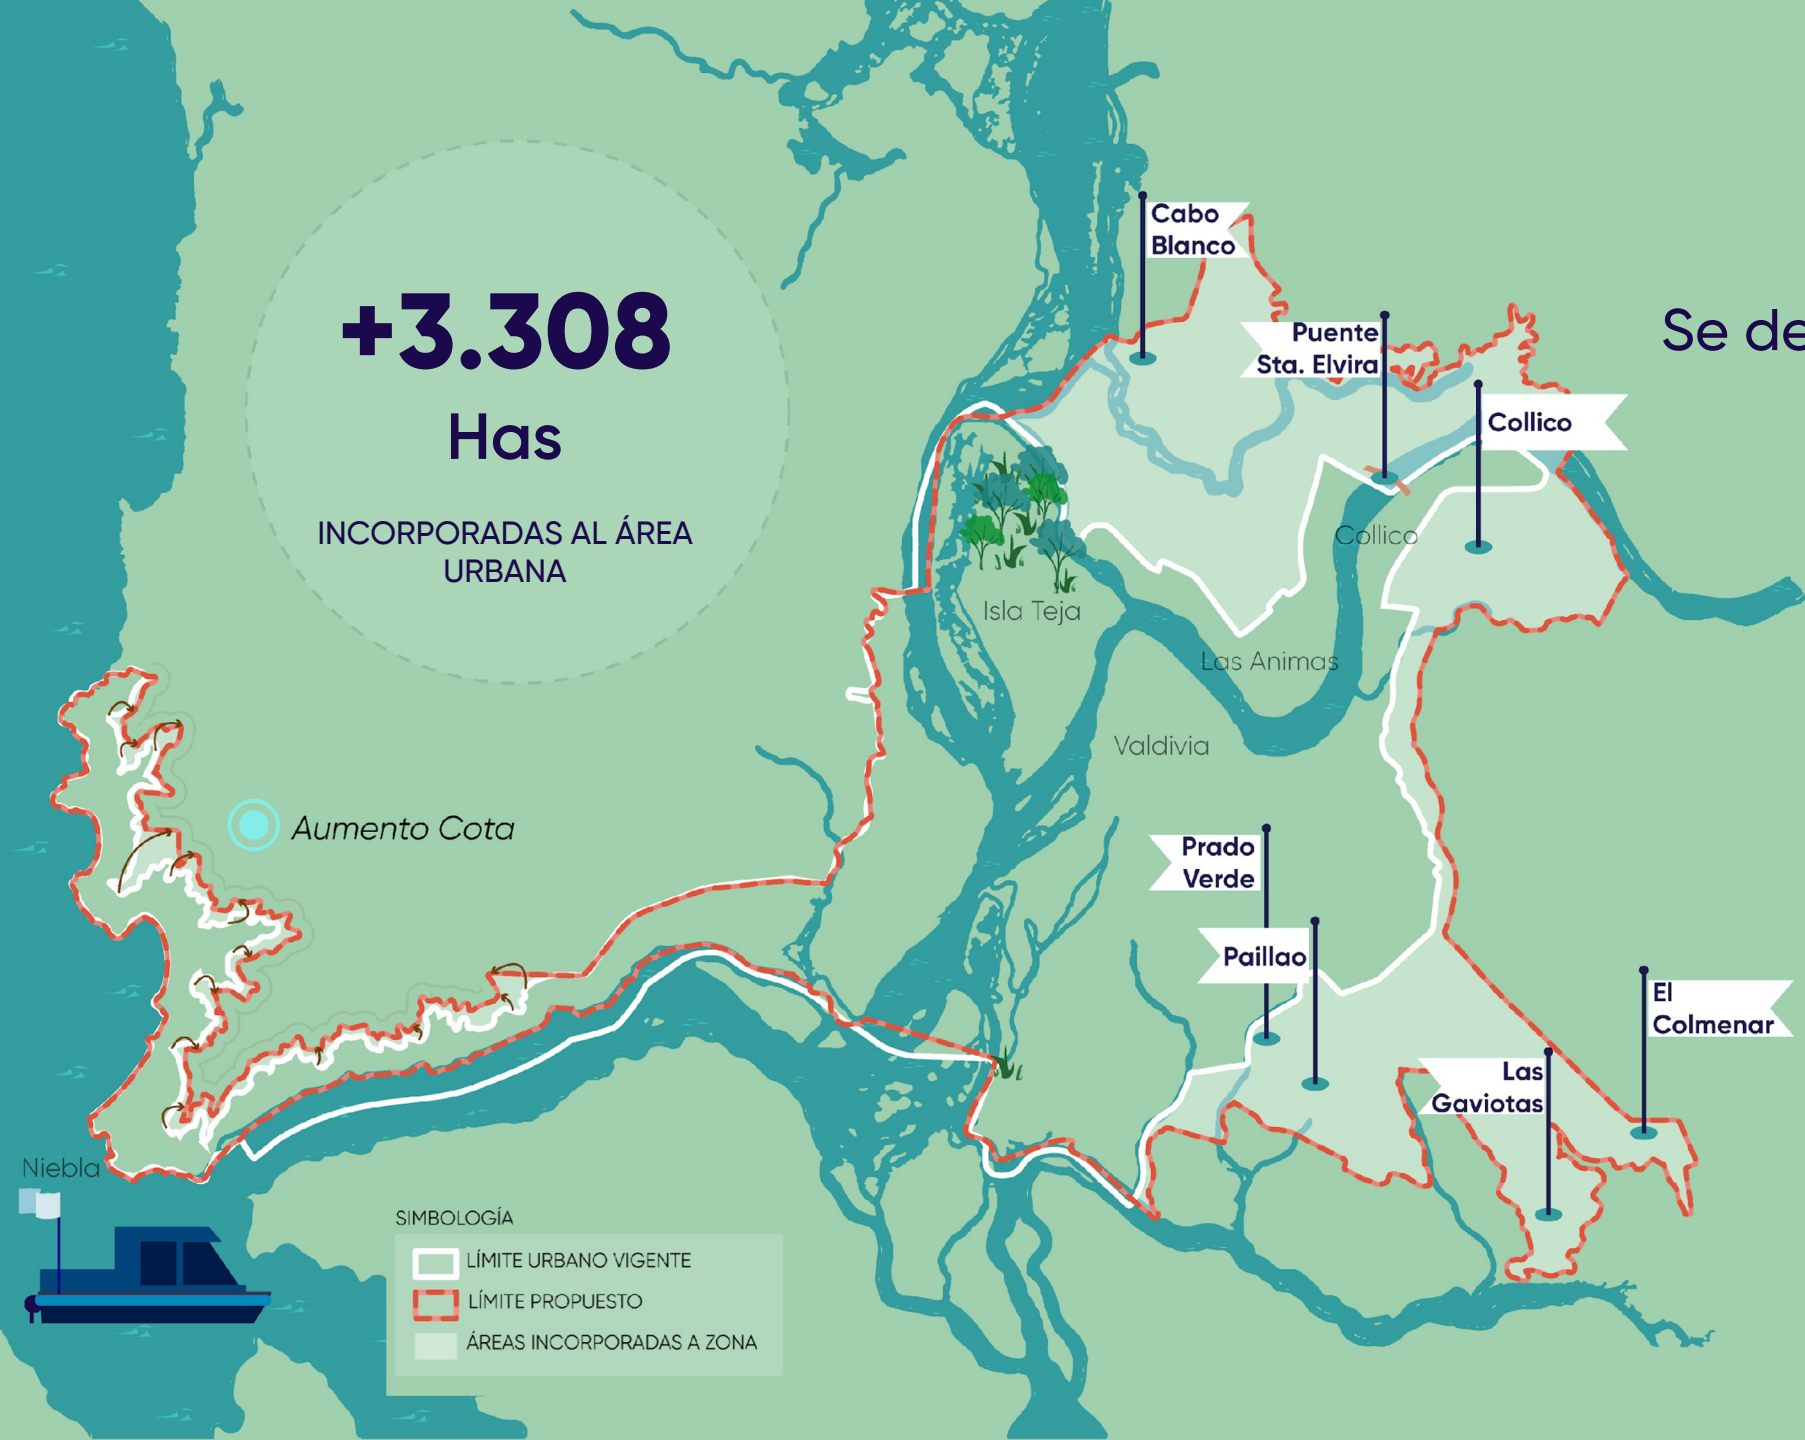 Cabo
Blanco
Puente
Sta. Elvira
Se de
+3.308
Has
INCORPORADAS AL ÁREA
URBANA
Collico
Collico
Isla Teja
Las Animas
Valdivia
Aumento Cota
Prado
Verde
Paillao
El
Colmenar
Las
Gaviotas
Niebla
SIMBOLOGÍA
LÍMITE URBANO VIGENTE
LÍMITE PROPUESTO
ÁREAS INCORPORADAS A ZONA